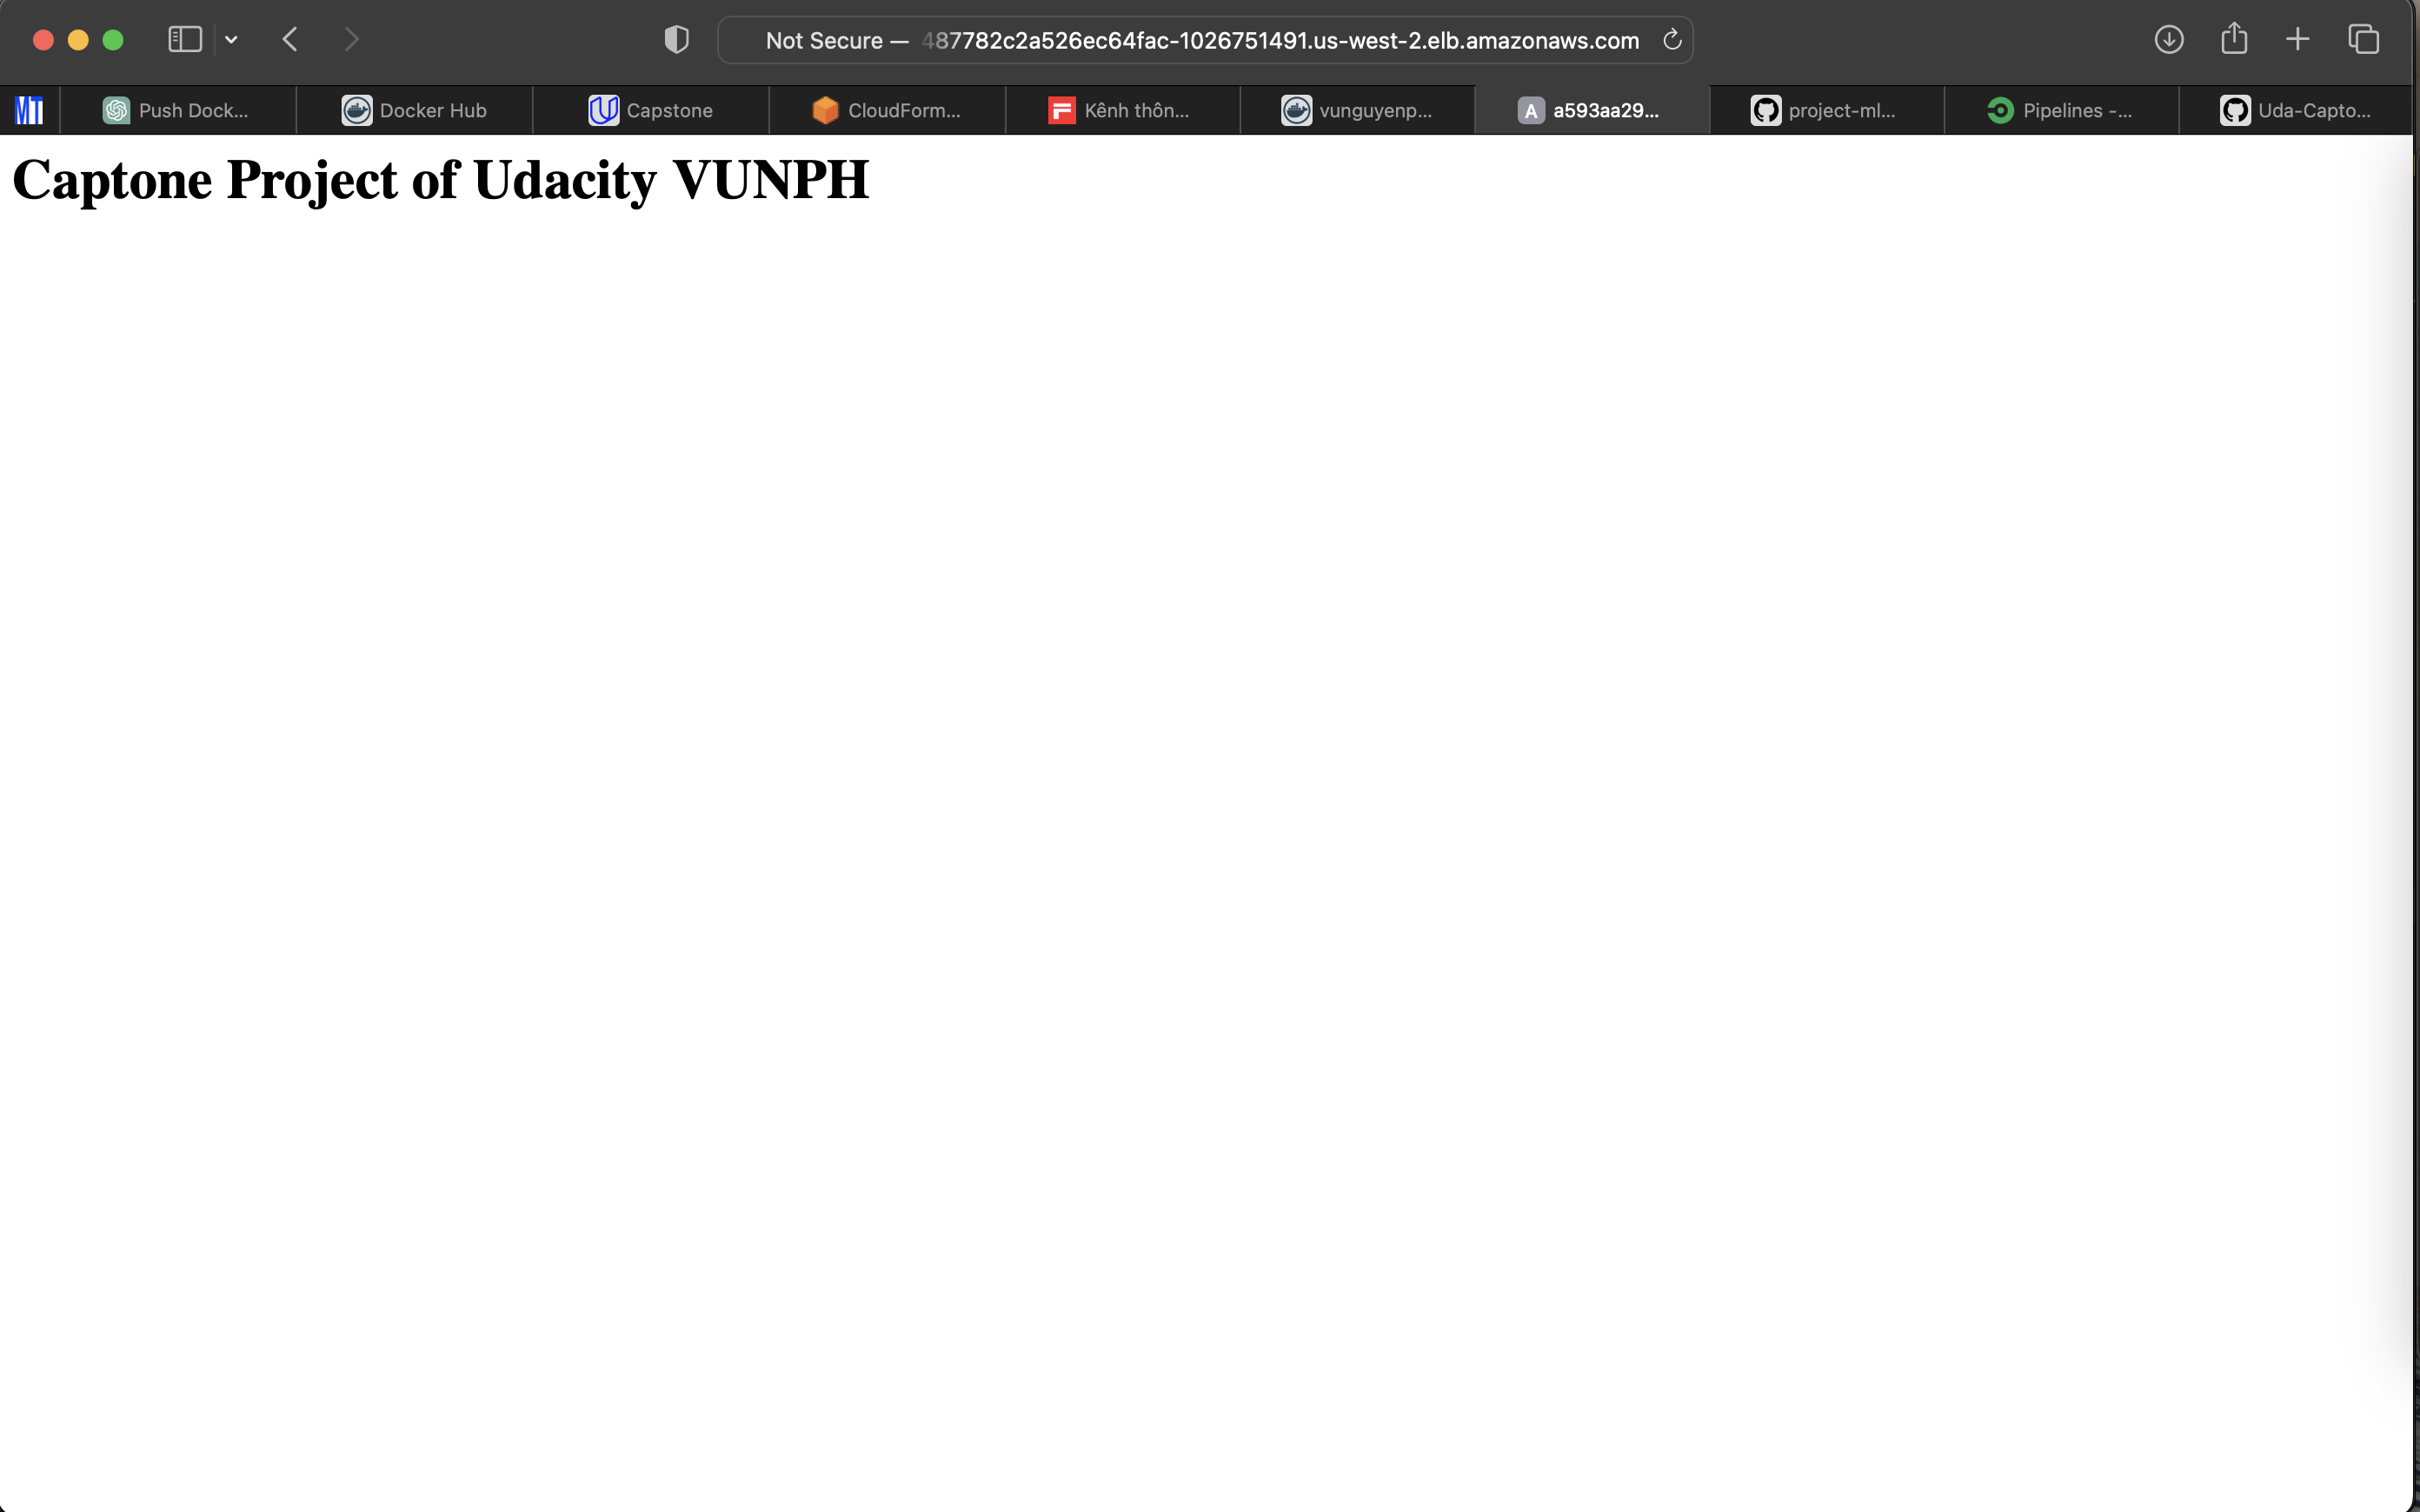 Not Secure — 487782c2a526ec64fac-1026751491.us-west-2.elb.amazonaws.com
MT Push Dock... Docker Hub Capstone CloudForm... Kênh thôn... vunguyenp... A a593aa29... project-ml... Pipelines -... Uda-Capto...
Captone Project of Udacity VUNPH